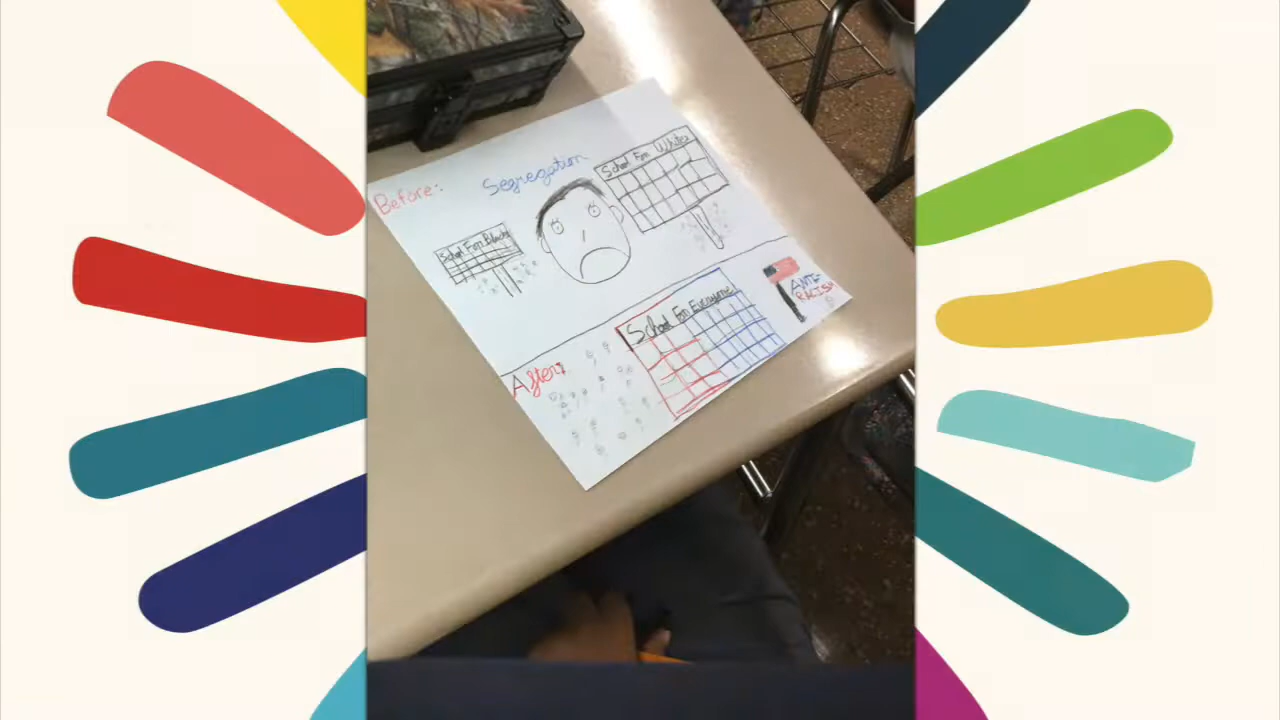 Before:
Segregation
School For Whites
School For Blacks
School For Everyone
ANTI-
RACISM
After: